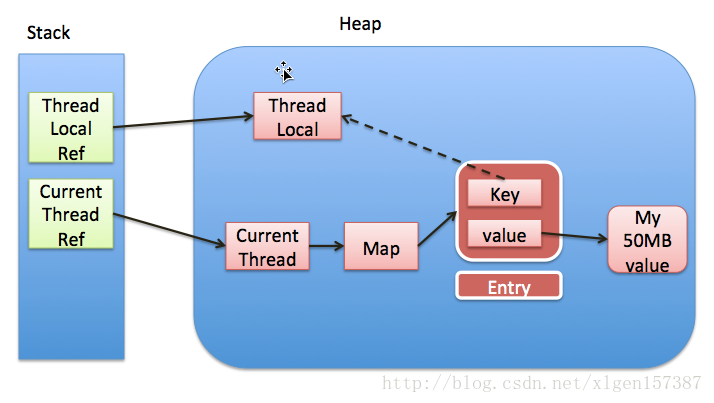 Stack
Heap
Thread
Local
Ref
Thread
Local
Current
Thread
Ref
Key
value
Current
Thread
Map
My
50MB
value
Entry
http://blog.csdn.net/xlgen157387